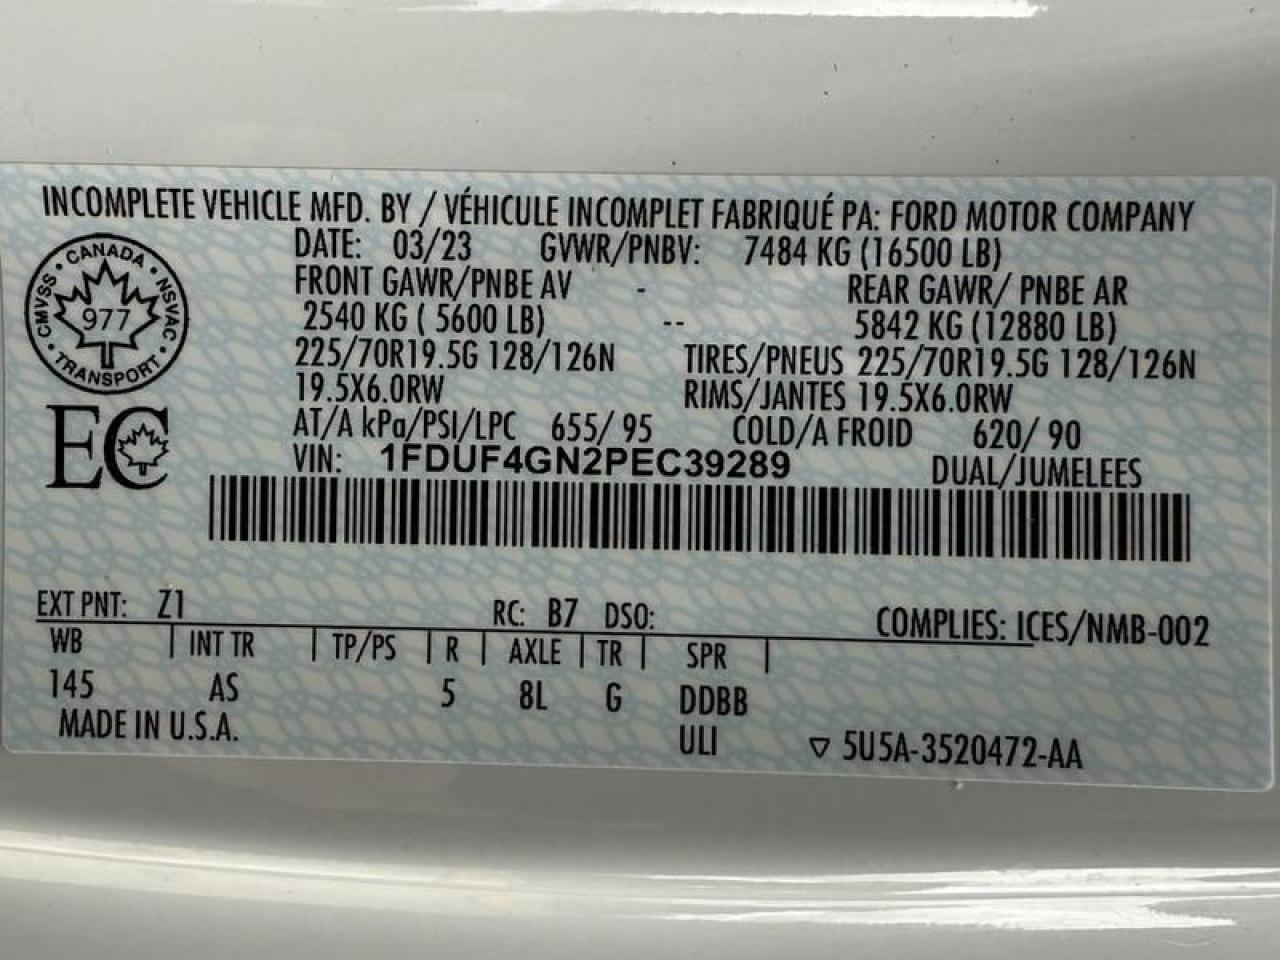 INCOMPLETE VEHICLE MFD. BY / VÉHICULE INCOMPLET FABRIQUÉ PA: FORD MOTOR COMPANY
DATE: 03/23 GVWR/PNBV: 7484 KG (16500 LB)
FRONT GAWR/PNBE AV - REAR GAWR/ PNBE AR
2540 KG ( 5600 LB) -- 5842 KG (12880 LB)
225/70R19.5G 128/126N TIRES/PNEUS 225/70R19.5G 128/126N
19.5X6.0RW RIMS/JANTES 19.5X6.0RW
AT/A kPa/PSI/LPC 655/ 95 COLD/A FROID 620/ 90
VIN: 1FDUF4GN2PEC39289 DUAL/JUMELEES
CANADA • NSVAC • TRANSPORT • CMVSS •
977
EC
EXT PNT: Z1 RC: B7 DSO: COMPLIES: ICES/NMB-002
WB | INT TR | TP/PS | R | AXLE | TR | SPR |
145 AS 5 8L G DDBB
MADE IN U.S.A. ULI ▽ 5U5A-3520472-AA